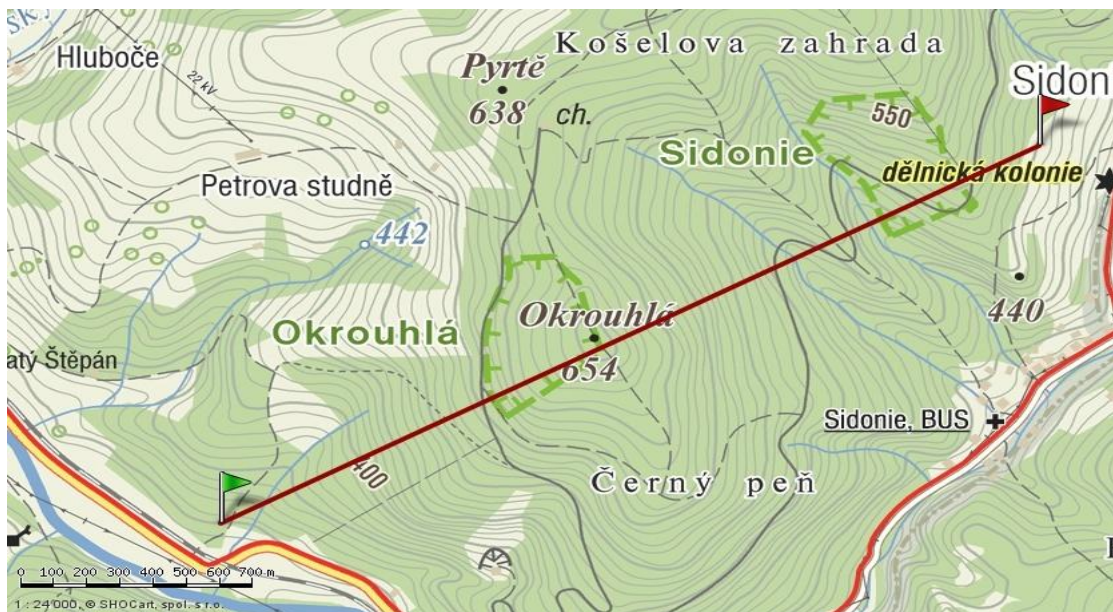 Hluboče
22 kV
Pyrtě
638
ch.
Košelova zahrada
Sidon
550
Sidonie
dělnická kolonie
Petrova studně
442
Okrouhlá
Okrouhlá
654
440
atý Štěpán
Sidonie, BUS
400
Černý peň
0 100 200 300 400 500 600 700 m
1 : 24 000, © SHOCart, spol. s r.o.